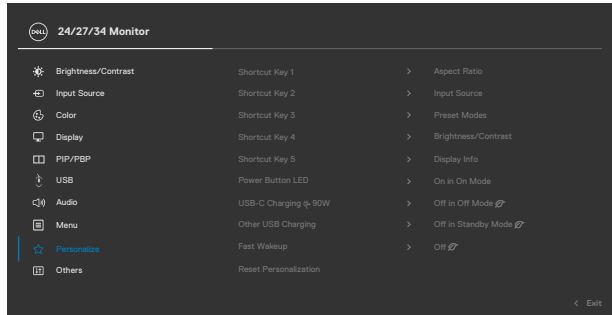 DELL
24/27/34 Monitor
Brightness/Contrast Shortcut Key 1 > Aspect Ratio
Input Source Shortcut Key 2 > Input Source
Color Shortcut Key 3 > Preset Modes
Display Shortcut Key 4 > Brightness/Contrast
PIP/PBP Shortcut Key 5 > Display Info
USB Power Button LED > On in On Mode
Audio USB-C Charging 90W > Off in Off Mode
Menu Other USB Charging > Off in Standby Mode
Personalize Fast Wakeup > Off
Others Reset Personalization
< Exit